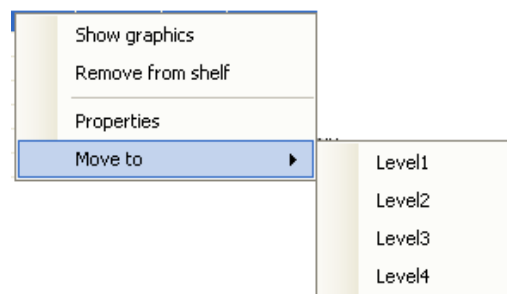 Show graphics
Remove from shelf
Properties
Move to
Level1
Level2
Level3
Level4